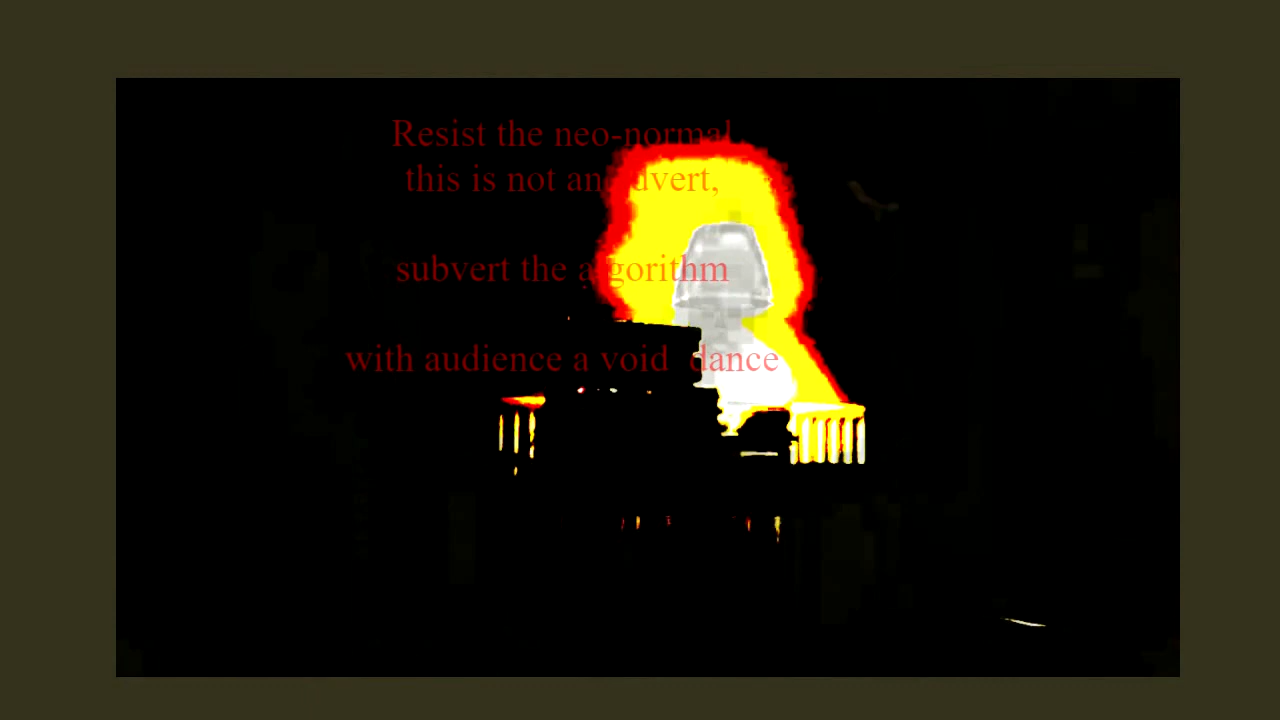 Resist the neo-normal
this is not an advert,
subvert the algorithm
with audience a void dance